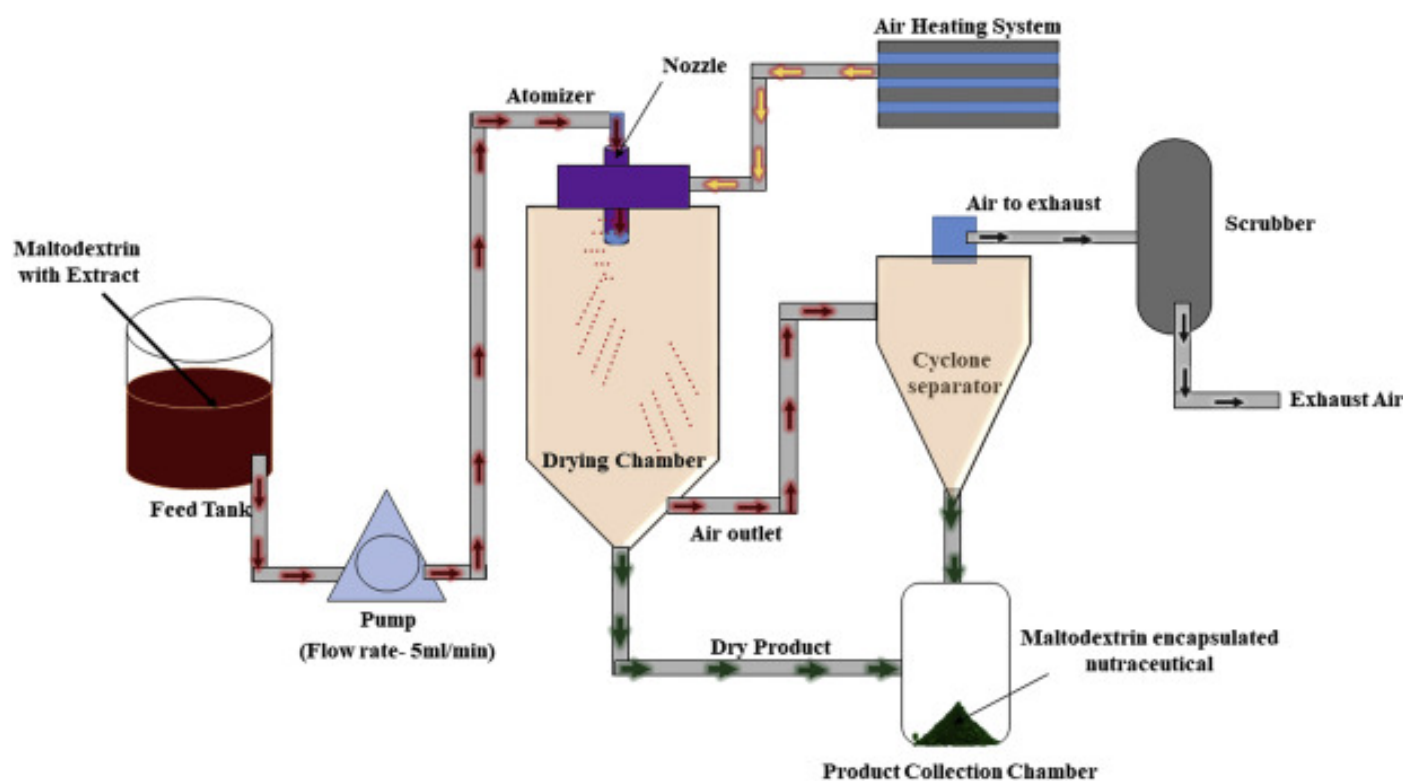 Air Heating System
Nozzle
Atomizer
Air to exhaust
Scrubber
Maltodextrin
with Extract
Cyclone
separator
Exhaust Air
Drying Chamber
Feed Tank
Air outlet
Pump
(Flow rate- 5ml/min)
Dry Product
Maltodextrin encapsulated
nutraceutical
Product Collection Chamber